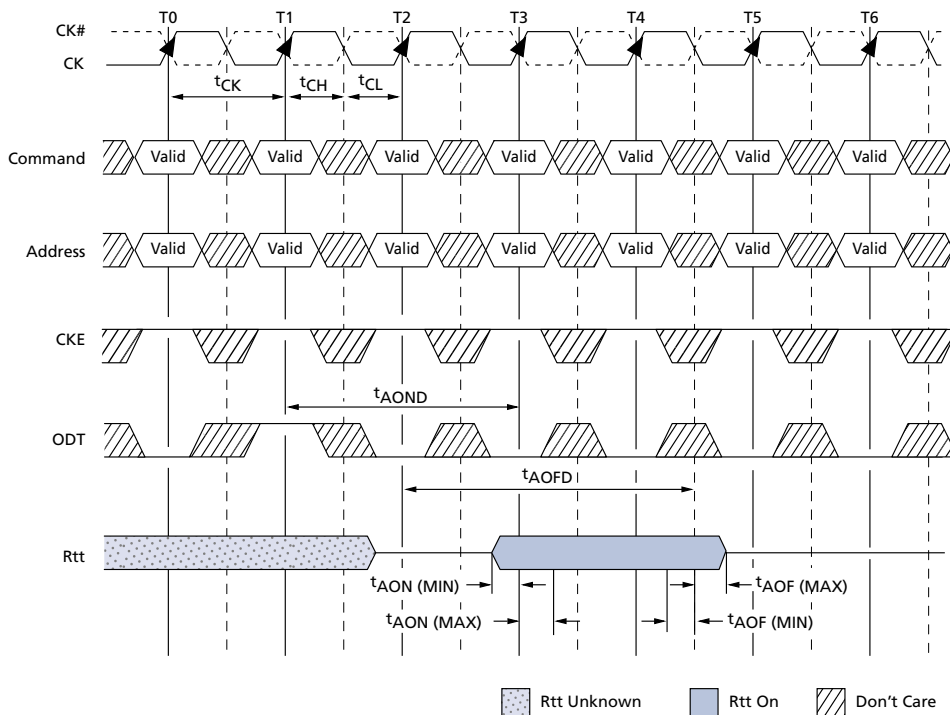 T0 T1 T2 T3 T4 T5 T6
CK#
CK
tCK tCH tCL
Command Valid Valid Valid Valid Valid Valid Valid
Address Valid Valid Valid Valid Valid Valid Valid
CKE
tAOND
ODT
tAOFD
Rtt
tAON (MIN) tAOF (MAX)
tAON (MAX) tAOF (MIN)
Rtt Unknown Rtt On Don't Care